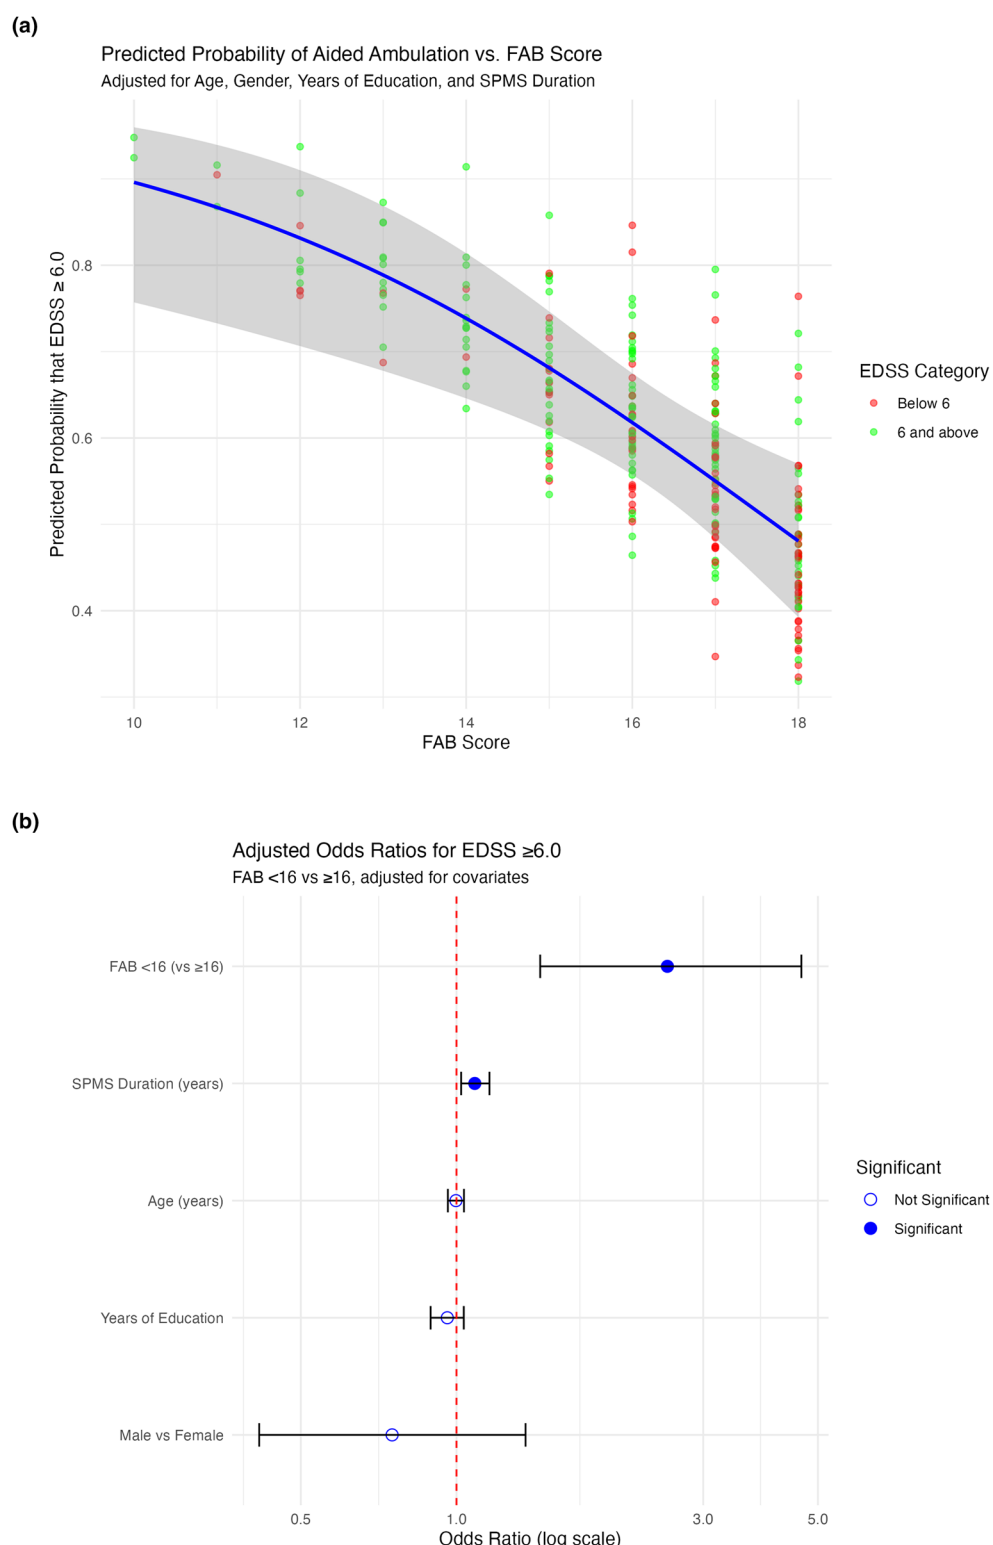 (a)
Predicted Probability of Aided Ambulation vs. FAB Score
Adjusted for Age, Gender, Years of Education, and SPMS Duration
Predicted Probability that EDSS ≥ 6.0
0.8
0.6
0.4
10 12 14 16 18
FAB Score
EDSS Category
Below 6
6 and above
(b)
Adjusted Odds Ratios for EDSS ≥6.0
FAB <16 vs ≥16, adjusted for covariates
FAB <16 (vs ≥16)
SPMS Duration (years)
Age (years)
Years of Education
Male vs Female
0.5 1.0 3.0 5.0
Odds Ratio (log scale)
Significant
Not Significant
Significant